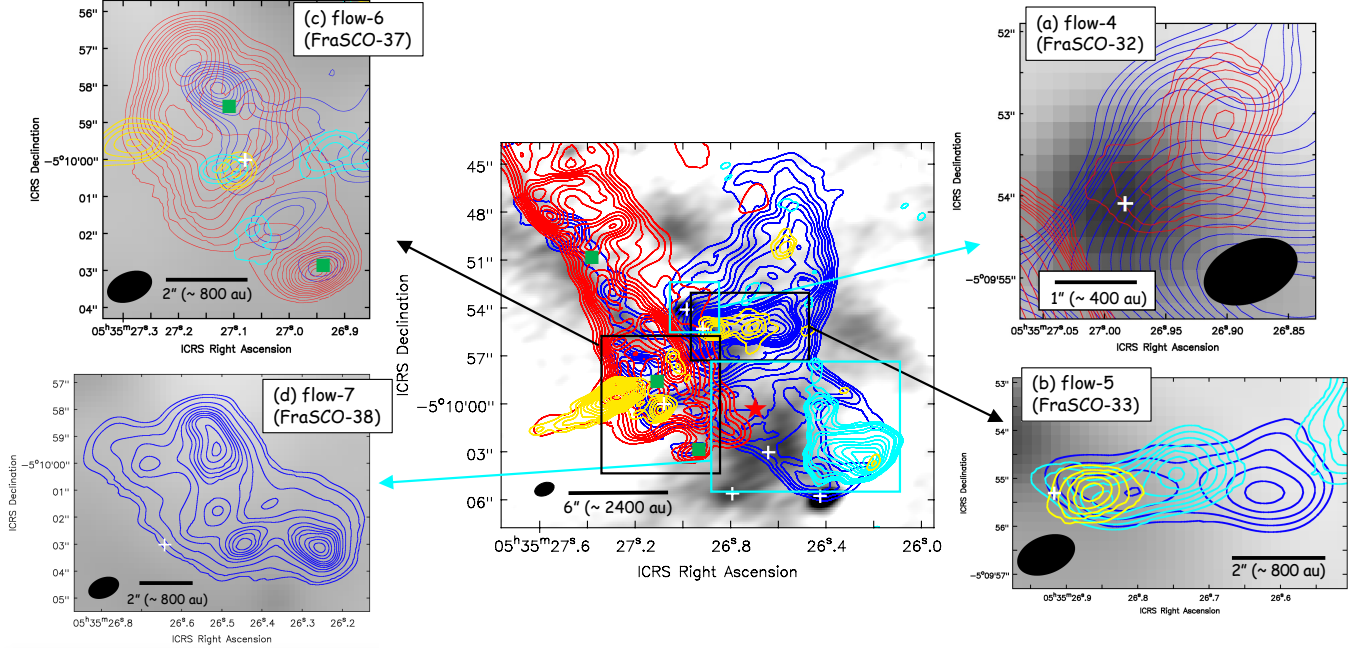 (c) flow-6
(FraSCO-37)
56"
57"
58"
59"
−5°10'00"
01"
02"
03"
04"
ICRS Declination
2" (~ 800 au)
05ʰ35ᵐ27ˢ.3
27ˢ.2
27ˢ.1
27ˢ.0
26ˢ.9
ICRS Right Ascension
(a) flow-4
(FraSCO-32)
52"
53"
54"
−5°09'55"
ICRS Declination
1" (~ 400 au)
05ʰ35ᵐ27ˢ.05
27ˢ.00
26ˢ.95
26ˢ.90
26ˢ.85
ICRS Right Ascension
45"
48"
51"
54"
57"
−5°10'00"
03"
06"
ICRS Declination
6" (~ 2400 au)
05ʰ35ᵐ27ˢ.6
27ˢ.2
26ˢ.8
26ˢ.4
26ˢ.0
ICRS Right Ascension
(d) flow-7
(FraSCO-38)
57"
58"
59"
−5°10'00"
01"
02"
03"
04"
05"
ICRS Declination
2" (~ 800 au)
05ʰ35ᵐ26ˢ.8
26ˢ.6
26ˢ.5
26ˢ.4
26ˢ.3
26ˢ.2
ICRS Right Ascension
(b) flow-5
(FraSCO-33)
53"
54"
55"
56"
−5°09'57"
ICRS Declination
2" (~ 800 au)
05ʰ35ᵐ26ˢ.9
26ˢ.8
26ˢ.7
26ˢ.6
ICRS Right Ascension